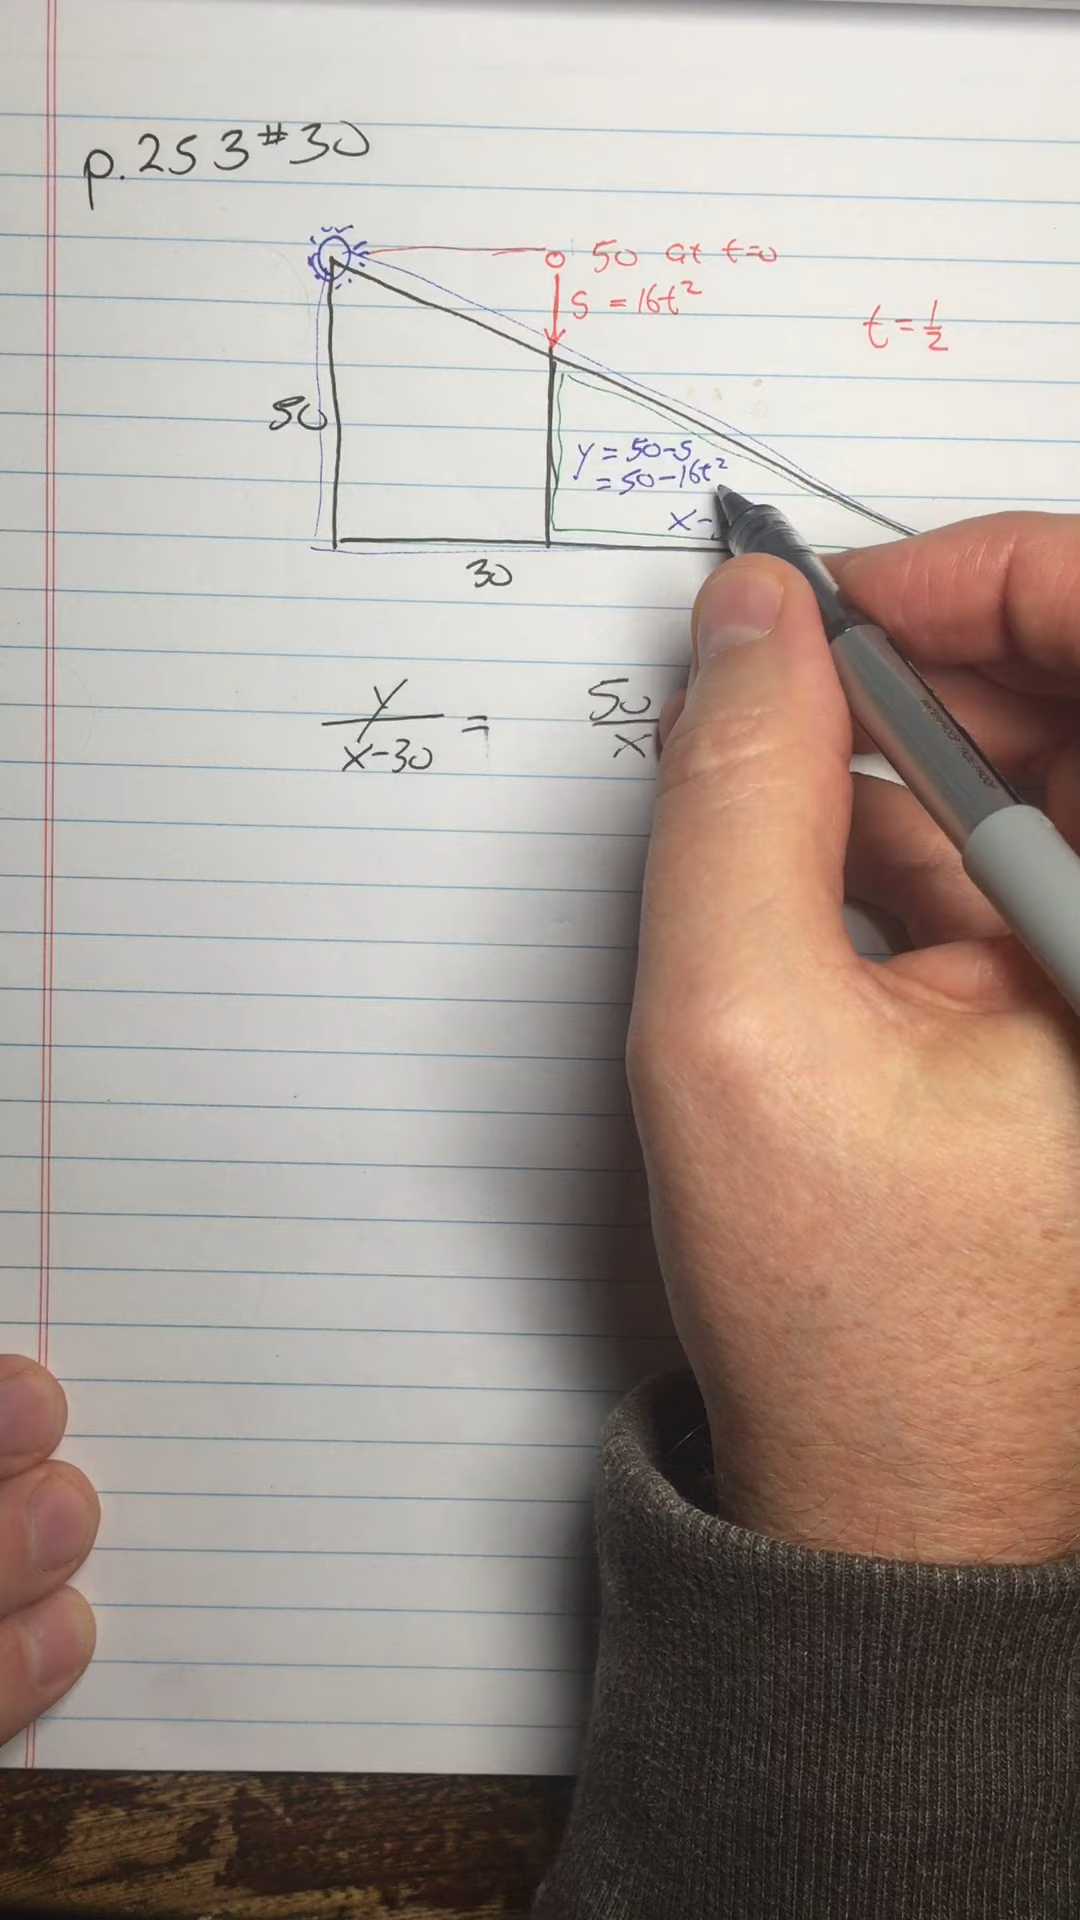 p.253 #30
50 at t=0
S = 16t²
t = 1/2
50
y = 50-S
= 50-16t²
x-
30
y/(x-30) = 50/x